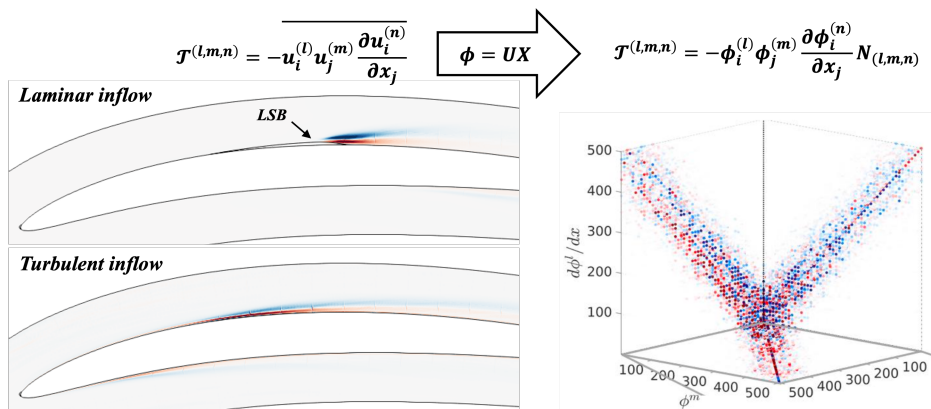 𝒯^(l,m,n) = −\overline{u_i^(l) u_j^(m) ∂u_i^(n)/∂x_j}
ϕ = UX
𝒯^(l,m,n) = −ϕ_i^(l) ϕ_j^(m) ∂ϕ_i^(n)/∂x_j N_(l,m,n)
Laminar inflow
LSB
Turbulent inflow
500
400
300
200
100
dϕ^l/dx
100 200 300 400 500
500 400 300 200 100
ϕ^m